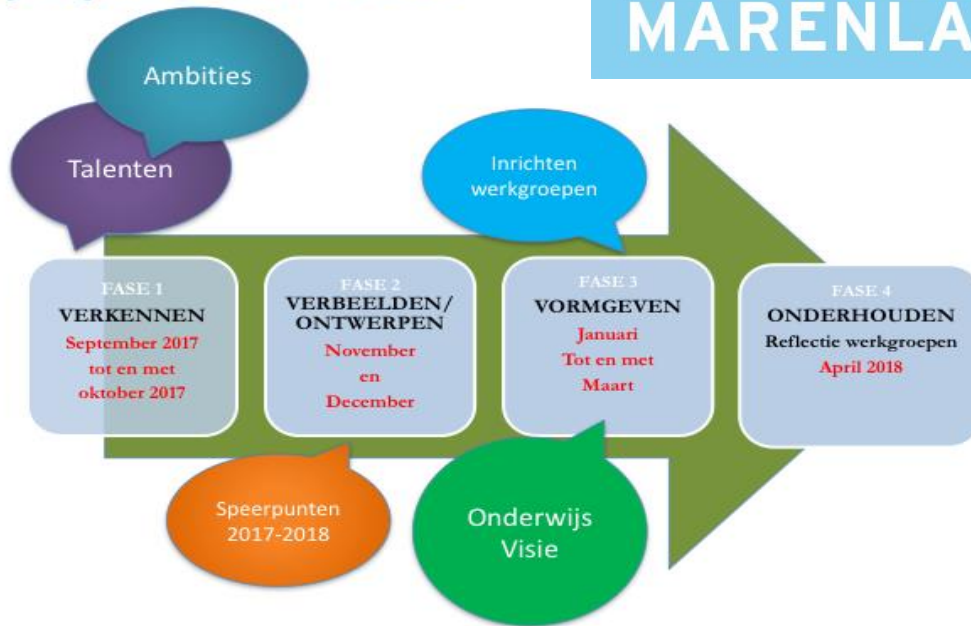 MARENLA
Ambities
Talenten
Inrichten
werkgroepen
FASE 1
VERKENNEN
September 2017
tot en met
oktober 2017
FASE 2
VERBEELDEN/
ONTWERPEN
November
en
December
FASE 3
VORMGEVEN
Januari
Tot en met
Maart
FASE 4
ONDERHOUDEN
Reflectie werkgroepen
April 2018
Speerpunten
2017-2018
Onderwijs
Visie